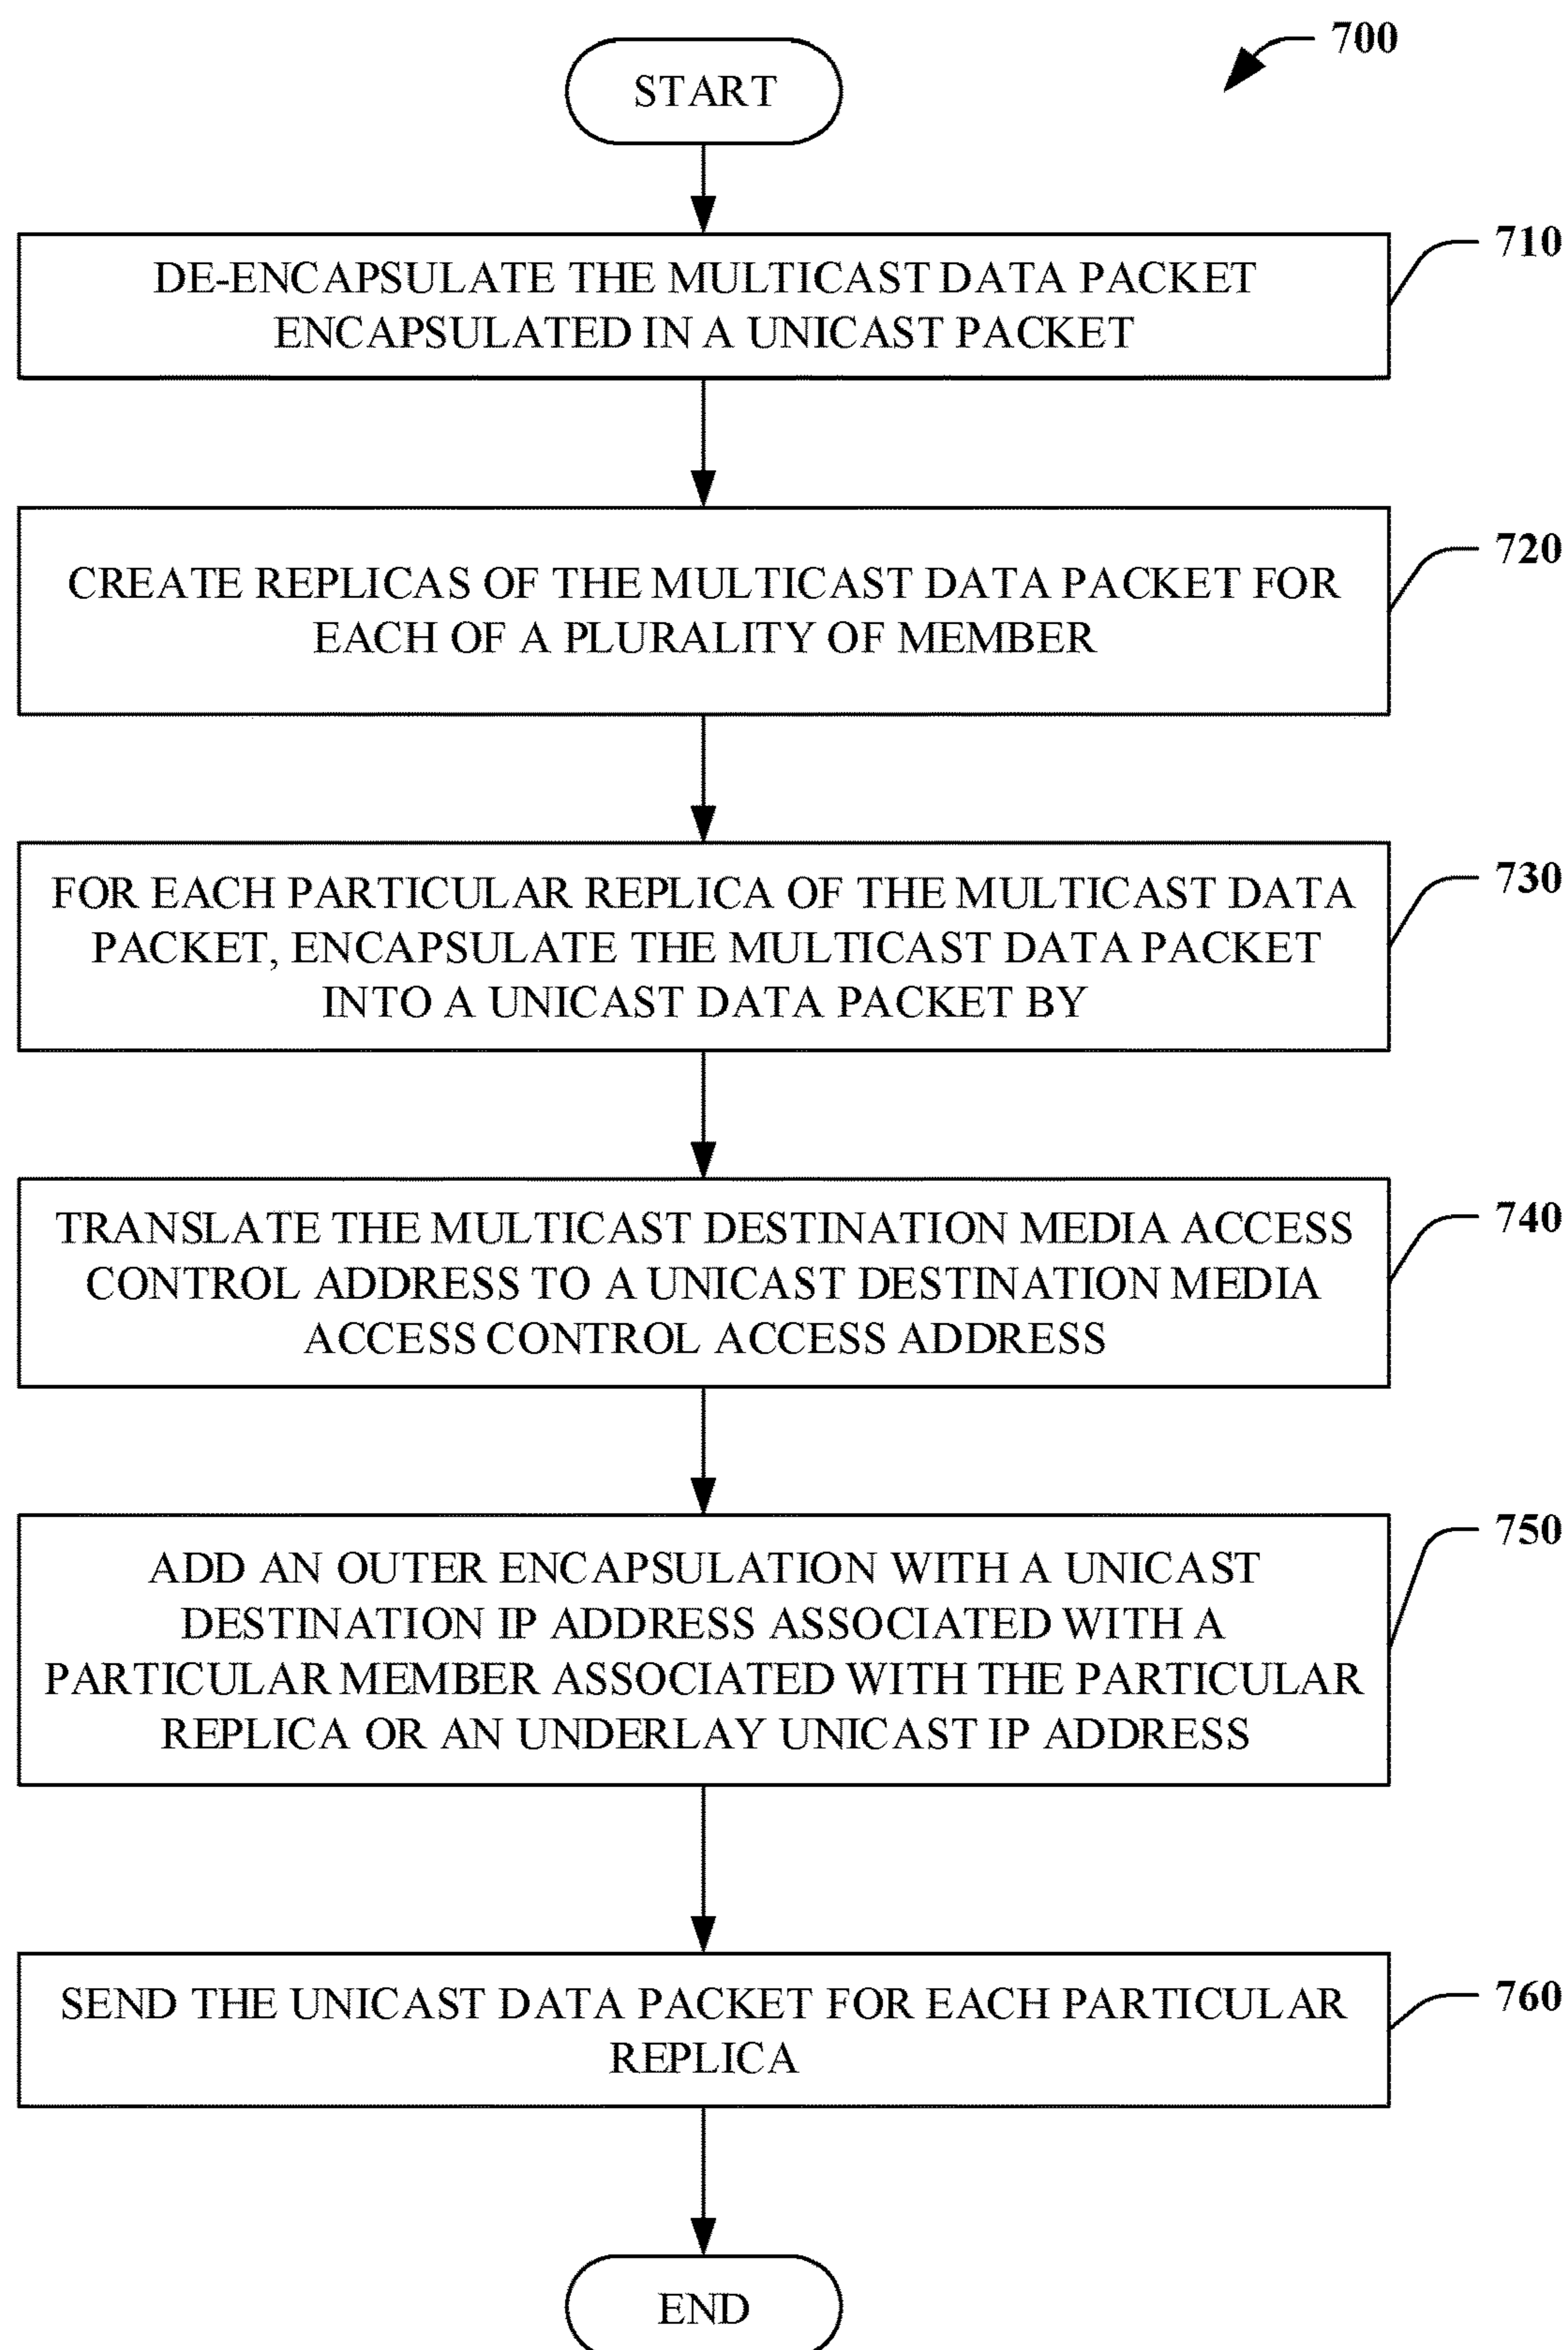 700
START
710
DE-ENCAPSULATE THE MULTICAST DATA PACKET
ENCAPSULATED IN A UNICAST PACKET
720
CREATE REPLICAS OF THE MULTICAST DATA PACKET FOR
EACH OF A PLURALITY OF MEMBER
730
FOR EACH PARTICULAR REPLICA OF THE MULTICAST DATA
PACKET, ENCAPSULATE THE MULTICAST DATA PACKET
INTO A UNICAST DATA PACKET BY
740
TRANSLATE THE MULTICAST DESTINATION MEDIA ACCESS
CONTROL ADDRESS TO A UNICAST DESTINATION MEDIA
ACCESS CONTROL ACCESS ADDRESS
750
ADD AN OUTER ENCAPSULATION WITH A UNICAST
DESTINATION IP ADDRESS ASSOCIATED WITH A
PARTICULAR MEMBER ASSOCIATED WITH THE PARTICULAR
REPLICA OR AN UNDERLAY UNICAST IP ADDRESS
760
SEND THE UNICAST DATA PACKET FOR EACH PARTICULAR
REPLICA
END